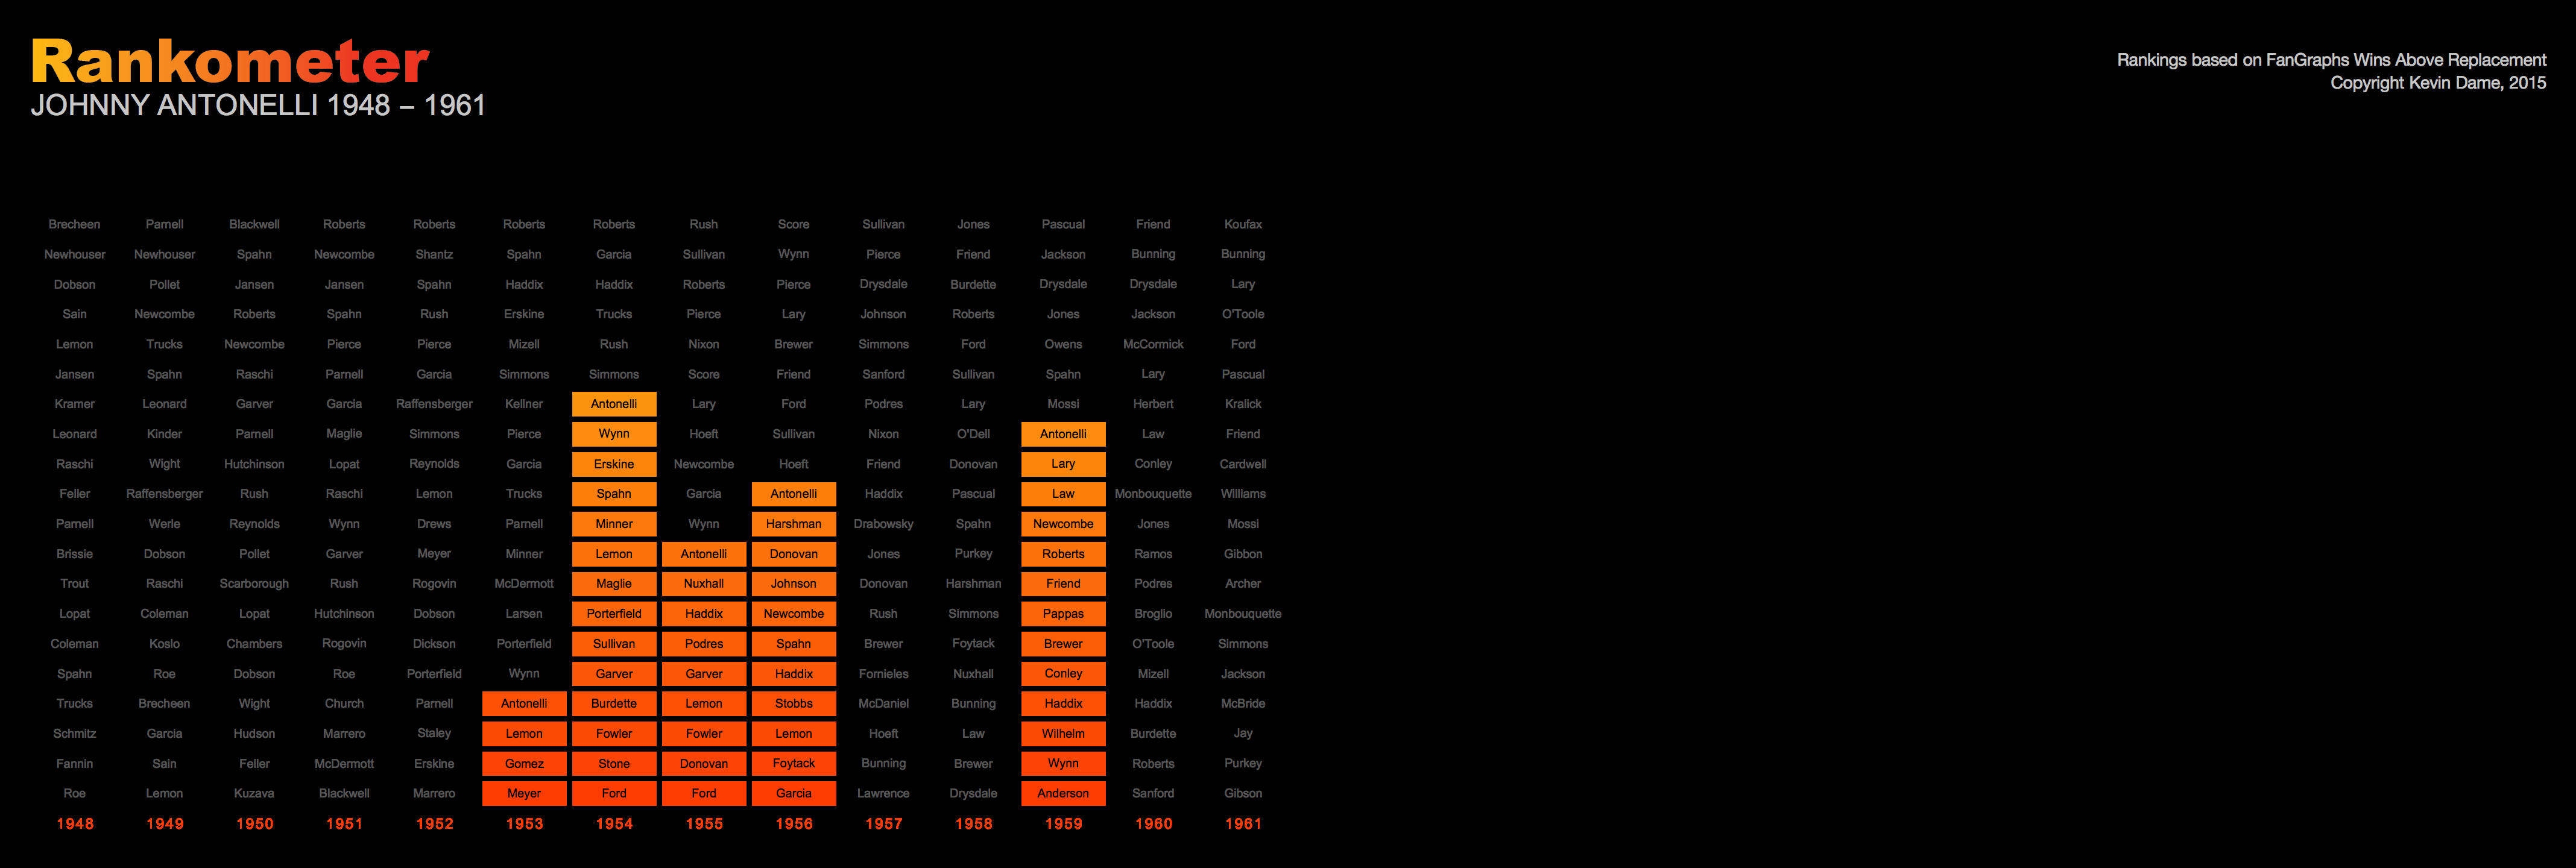 Rankometer
JOHNNY ANTONELLI 1948 – 1961
Rankings based on FanGraphs Wins Above Replacement
Copyright Kevin Dame, 2015
Brecheen Parnell Blackwell Roberts Roberts Roberts Roberts Rush Score Sullivan Jones Pascual Friend Koufax
Newhouser Newhouser Spahn Newcombe Shantz Spahn Garcia Sullivan Wynn Pierce Friend Jackson Bunning Bunning
Dobson Pollet Jansen Jansen Spahn Haddix Haddix Roberts Pierce Drysdale Burdette Drysdale Drysdale Lary
Sain Newcombe Roberts Spahn Rush Erskine Trucks Pierce Lary Johnson Roberts Jones Jackson O'Toole
Lemon Trucks Newcombe Pierce Pierce Mizell Rush Nixon Brewer Simmons Ford Owens McCormick Ford
Jansen Spahn Raschi Parnell Garcia Simmons Simmons Score Friend Sanford Sullivan Spahn Lary Pascual
Kramer Leonard Garver Garcia Raffensberger Kellner Antonelli Lary Ford Podres Lary Mossi Herbert Kralick
Leonard Kinder Parnell Maglie Simmons Pierce Wynn Hoeft Sullivan Nixon O'Dell Antonelli Law Friend
Raschi Wight Hutchinson Lopat Reynolds Garcia Erskine Newcombe Hoeft Friend Donovan Lary Conley Cardwell
Feller Raffensberger Rush Raschi Lemon Trucks Spahn Garcia Antonelli Haddix Pascual Law Monbouquette Williams
Parnell Werle Reynolds Wynn Drews Parnell Minner Wynn Harshman Drabowsky Spahn Newcombe Jones Mossi
Brissie Dobson Pollet Garver Meyer Minner Lemon Antonelli Donovan Jones Purkey Roberts Ramos Gibbon
Trout Raschi Scarborough Rush Rogovin McDermott Maglie Nuxhall Johnson Donovan Harshman Friend Podres Archer
Lopat Coleman Lopat Hutchinson Dobson Larsen Porterfield Haddix Newcombe Rush Simmons Pappas Broglio Monbouquette
Coleman Koslo Chambers Rogovin Dickson Porterfield Sullivan Podres Spahn Brewer Foytack Brewer O'Toole Simmons
Spahn Roe Dobson Roe Porterfield Wynn Garver Garver Haddix Fornieles Nuxhall Conley Mizell Jackson
Trucks Brecheen Wight Church Parnell Antonelli Burdette Lemon Stobbs McDaniel Bunning Haddix Haddix McBride
Schmitz Garcia Hudson Marrero Staley Lemon Fowler Fowler Lemon Hoeft Law Wilhelm Burdette Jay
Fannin Sain Feller McDermott Erskine Gomez Stone Donovan Foytack Bunning Brewer Wynn Roberts Purkey
Roe Lemon Kuzava Blackwell Marrero Meyer Ford Ford Garcia Lawrence Drysdale Anderson Sanford Gibson
1948 1949 1950 1951 1952 1953 1954 1955 1956 1957 1958 1959 1960 1961